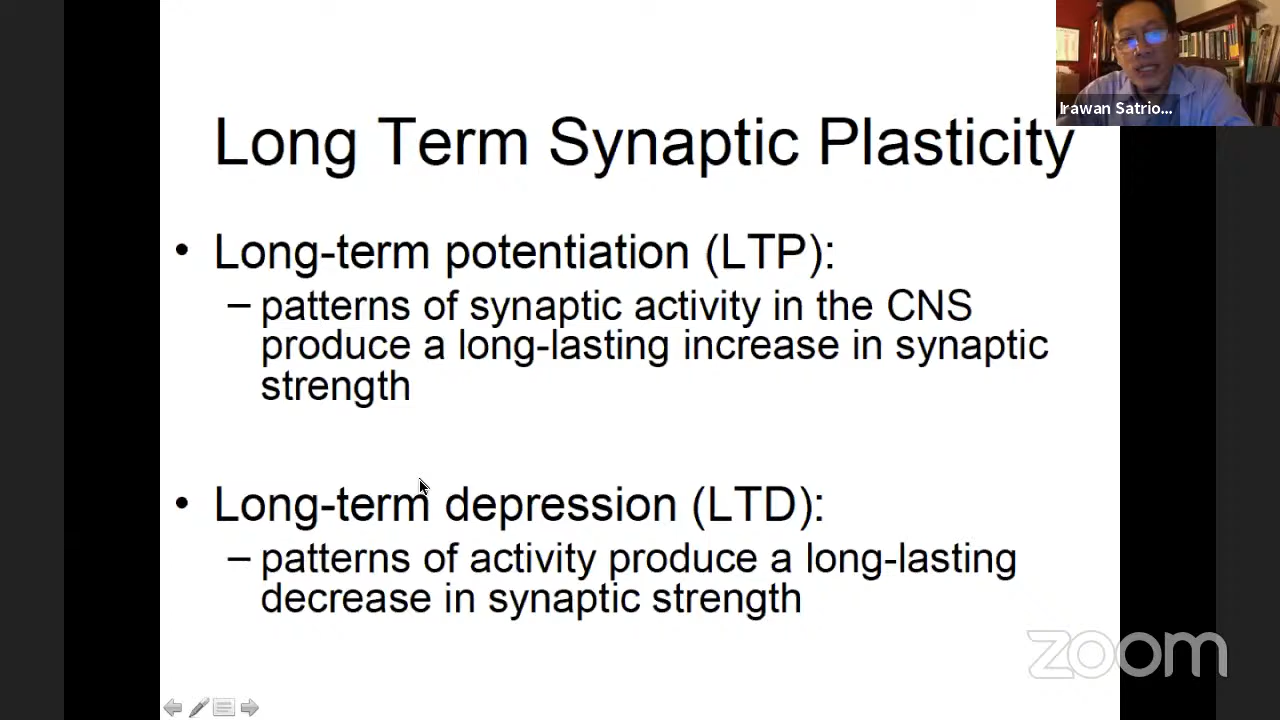 Irawan Satrio...
Long Term Synaptic Plasticity
• Long-term potentiation (LTP):
– patterns of synaptic activity in the CNS
produce a long-lasting increase in synaptic
strength
• Long-term depression (LTD):
– patterns of activity produce a long-lasting
decrease in synaptic strength
zoom